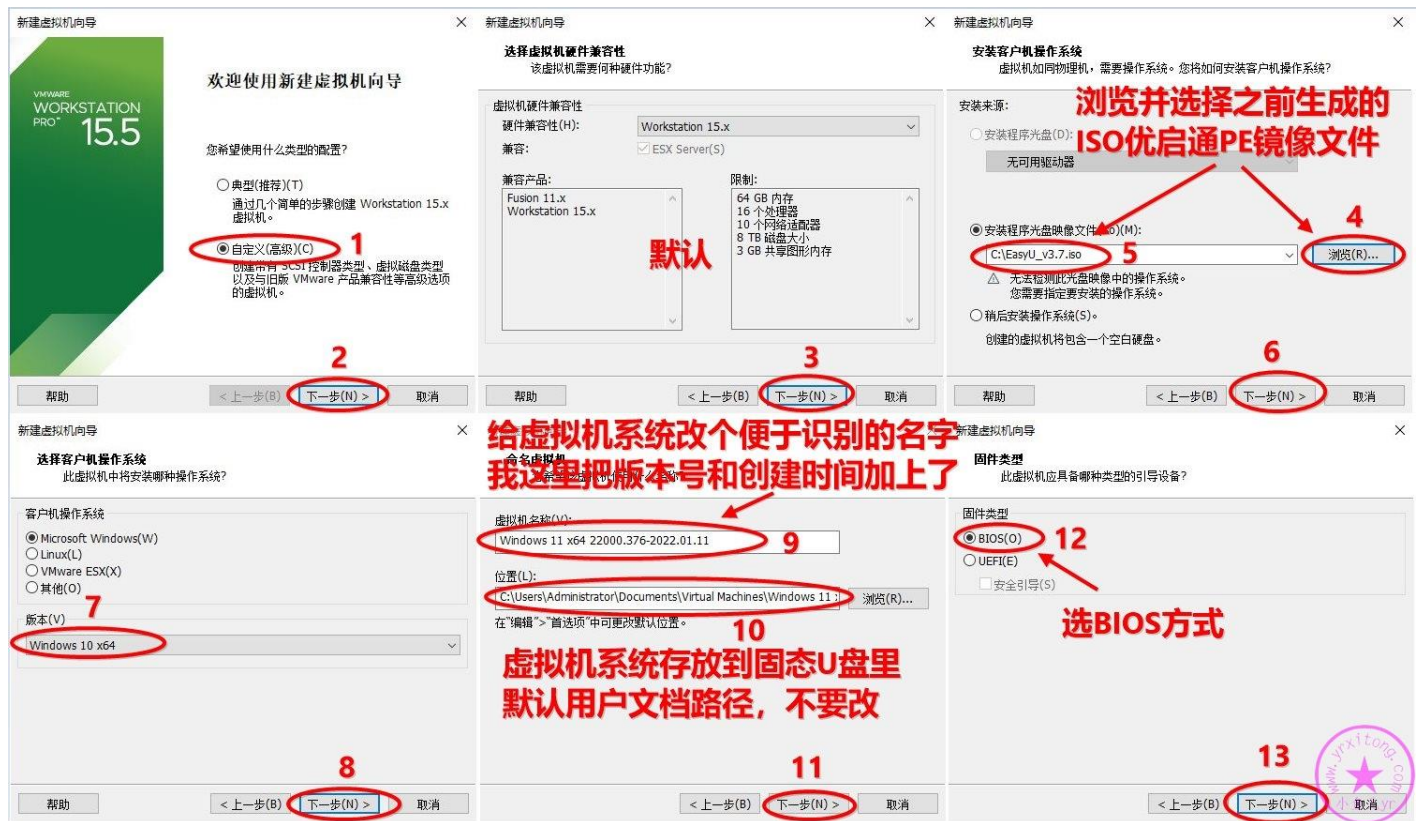 新建虚拟机向导
VMWARE
WORKSTATION
PRO™ 15.5
欢迎使用新建虚拟机向导
您希望使用什么类型的配置?
典型(推荐)(T)
通过几个简单的步骤创建 Workstation 15.x
虚拟机。
自定义(高级)(C)
1
创建带有 SCSI 控制器类型、虚拟磁盘类型
以及与旧版 VMware 产品兼容性等高级选项
的虚拟机。
2
帮助
<上一步(B)
下一步(N) >
取消
新建虚拟机向导
选择虚拟机硬件兼容性
该虚拟机需要何种硬件功能?
虚拟机硬件兼容性
硬件兼容性(H):
Workstation 15.x
兼容:
ESX Server(S)
兼容产品:
Fusion 11.x
Workstation 15.x
限制:
64 GB 内存
16 个处理器
10 个网络适配器
8 TB 磁盘大小
3 GB 共享图形内存
默认
3
帮助
<上一步(B)
下一步(N) >
取消
新建虚拟机向导
安装客户机操作系统
虚拟机如同物理机，需要操作系统。您将如何安装客户机操作系统?
安装来源:
浏览并选择之前生成的
ISO优启通PE镜像文件
安装程序光盘(D):
无可用驱动器
4
安装程序光盘映像文件(iso)(M):
C:\EasyU_v3.7.iso
5
浏览(R)...
无法检测此光盘映像中的操作系统。
您需要指定要安装的操作系统。
稍后安装操作系统(S)。
创建的虚拟机将包含一个空白硬盘。
6
帮助
<上一步(B)
下一步(N) >
取消
新建虚拟机向导
选择客户机操作系统
此虚拟机中将安装哪种操作系统?
客户机操作系统
Microsoft Windows(W)
Linux(L)
VMware ESX(X)
其他(O)
7
版本(V)
Windows 10 x64
8
帮助
<上一步(B)
下一步(N) >
取消
给虚拟机系统改个便于识别的名字
命名虚拟机
我这里把版本号和创建时间加上了
虚拟机名称(V):
Windows 11 x64 22000.376-2022.01.11
9
位置(L):
C:\Users\Administrator\Documents\Virtual Machines\Windows 11
浏览(R)...
在"编辑">"首选项"中可更改默认位置。
10
虚拟机系统存放到固态U盘里
默认用户文档路径，不要改
11
<上一步(B)
下一步(N) >
取消
新建虚拟机向导
固件类型
此虚拟机应具备哪种类型的引导设备?
固件类型
BIOS(O)
12
UEFI(E)
安全引导(S)
选BIOS方式
13
<上一步(B)
下一步(N) >
取消
www.yrxitong.com